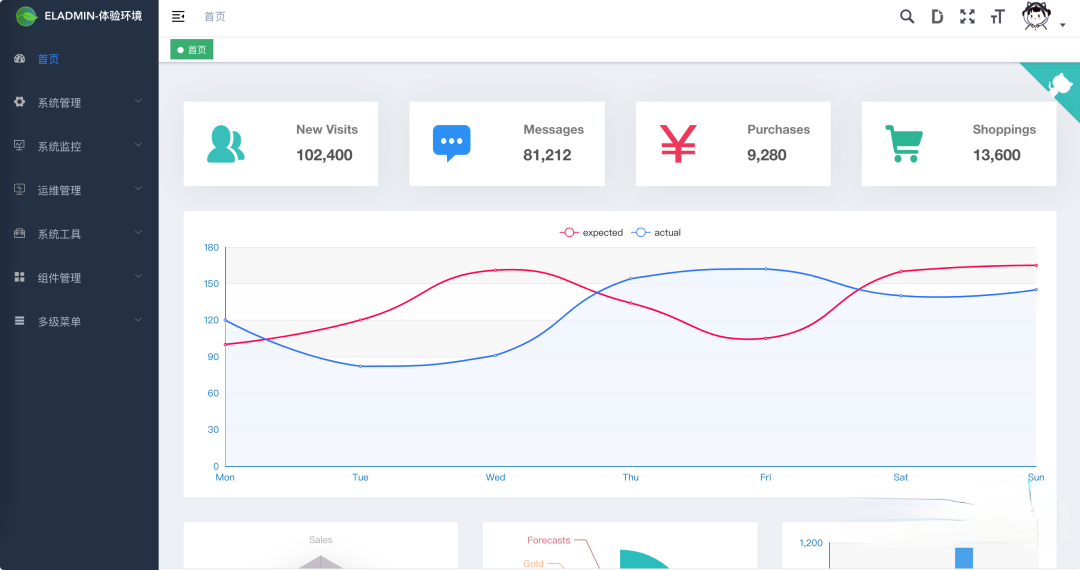 ELADMIN-体验环境
首页
系统管理
系统监控
运维管理
系统工具
组件管理
多级菜单
首页
首页
New Visits
102,400
Messages
81,212
Purchases
9,280
Shoppings
13,600
expected actual
180
150
120
90
60
30
0
Mon Tue Wed Thu Fri Sat Sun
Sales
Forecasts
Gold
1,200